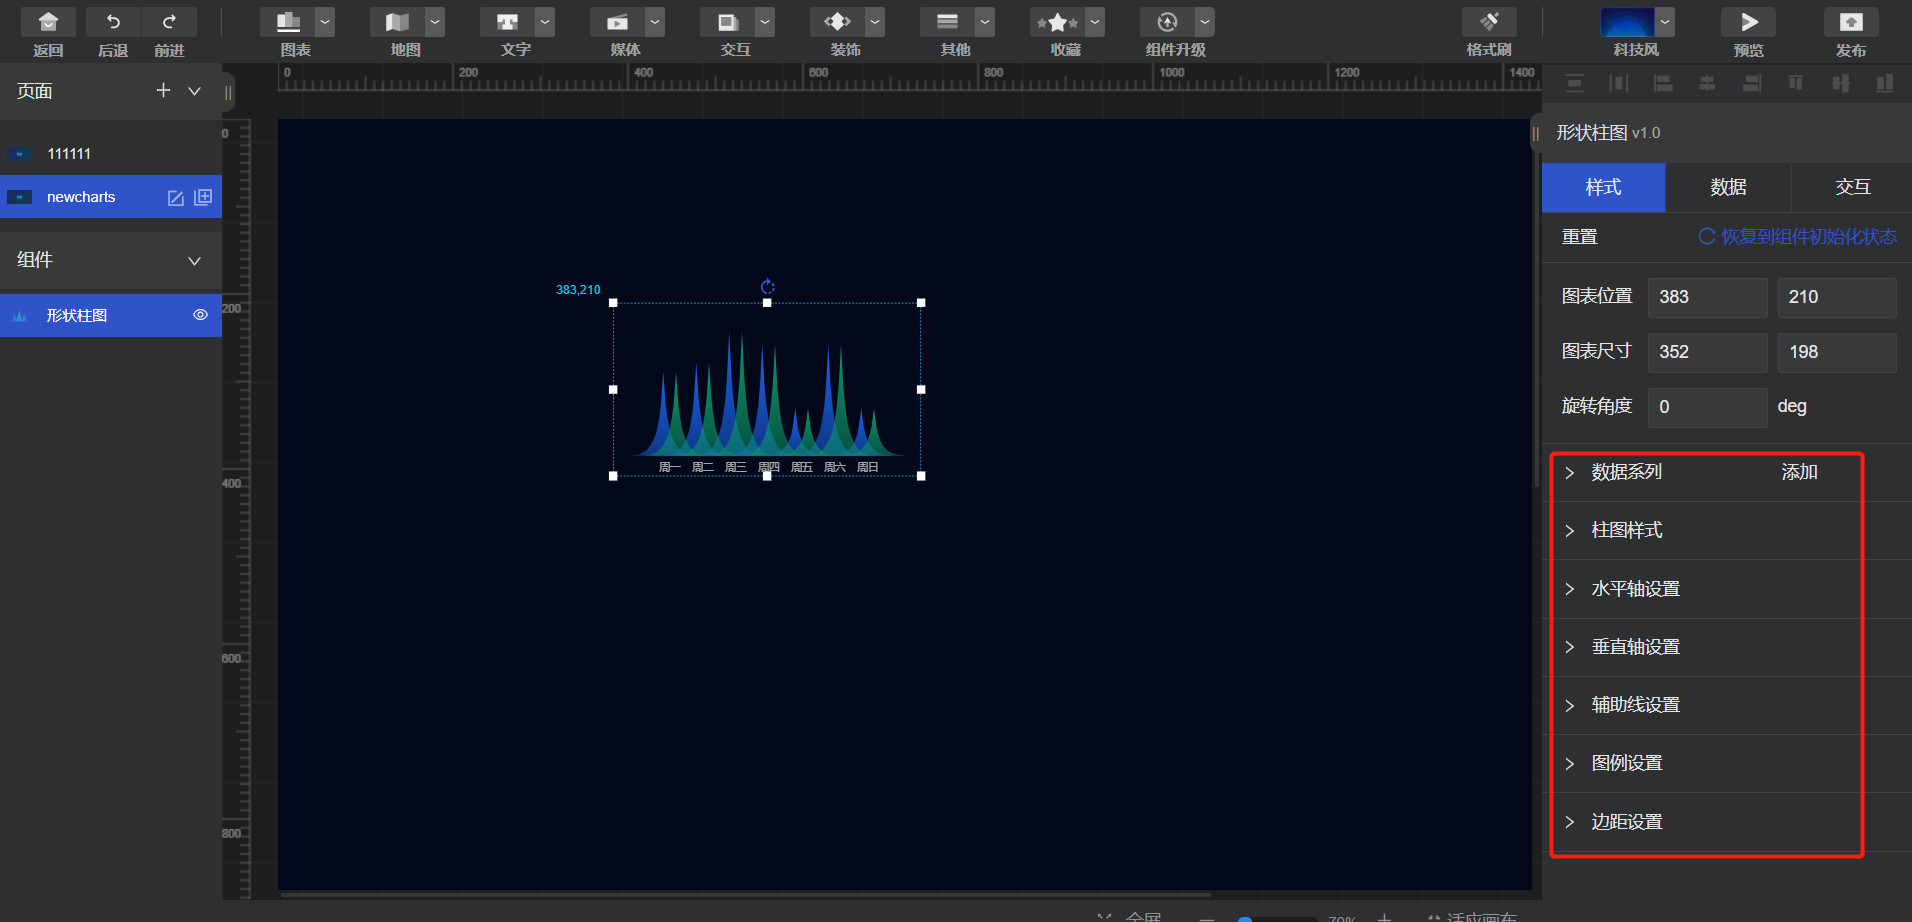 返回 后退 前进 图表 地图 文字 媒体 交互 装饰 其他 收藏 组件升级 格式刷 科技风 预览 发布
页面
111111
newcharts
组件
形状柱图
0 200 400 600 800 1000 1200 1400
0
200
400
600
800
383,210
周一 周二 周三 周四 周五 周六 周日
形状柱图 v1.0
样式 数据 交互
重置 恢复到组件初始化状态
图表位置 383 210
图表尺寸 352 198
旋转角度 0 deg
数据系列 添加
柱图样式
水平轴设置
垂直轴设置
辅助线设置
图例设置
边距设置
全屏 70% 适应画布